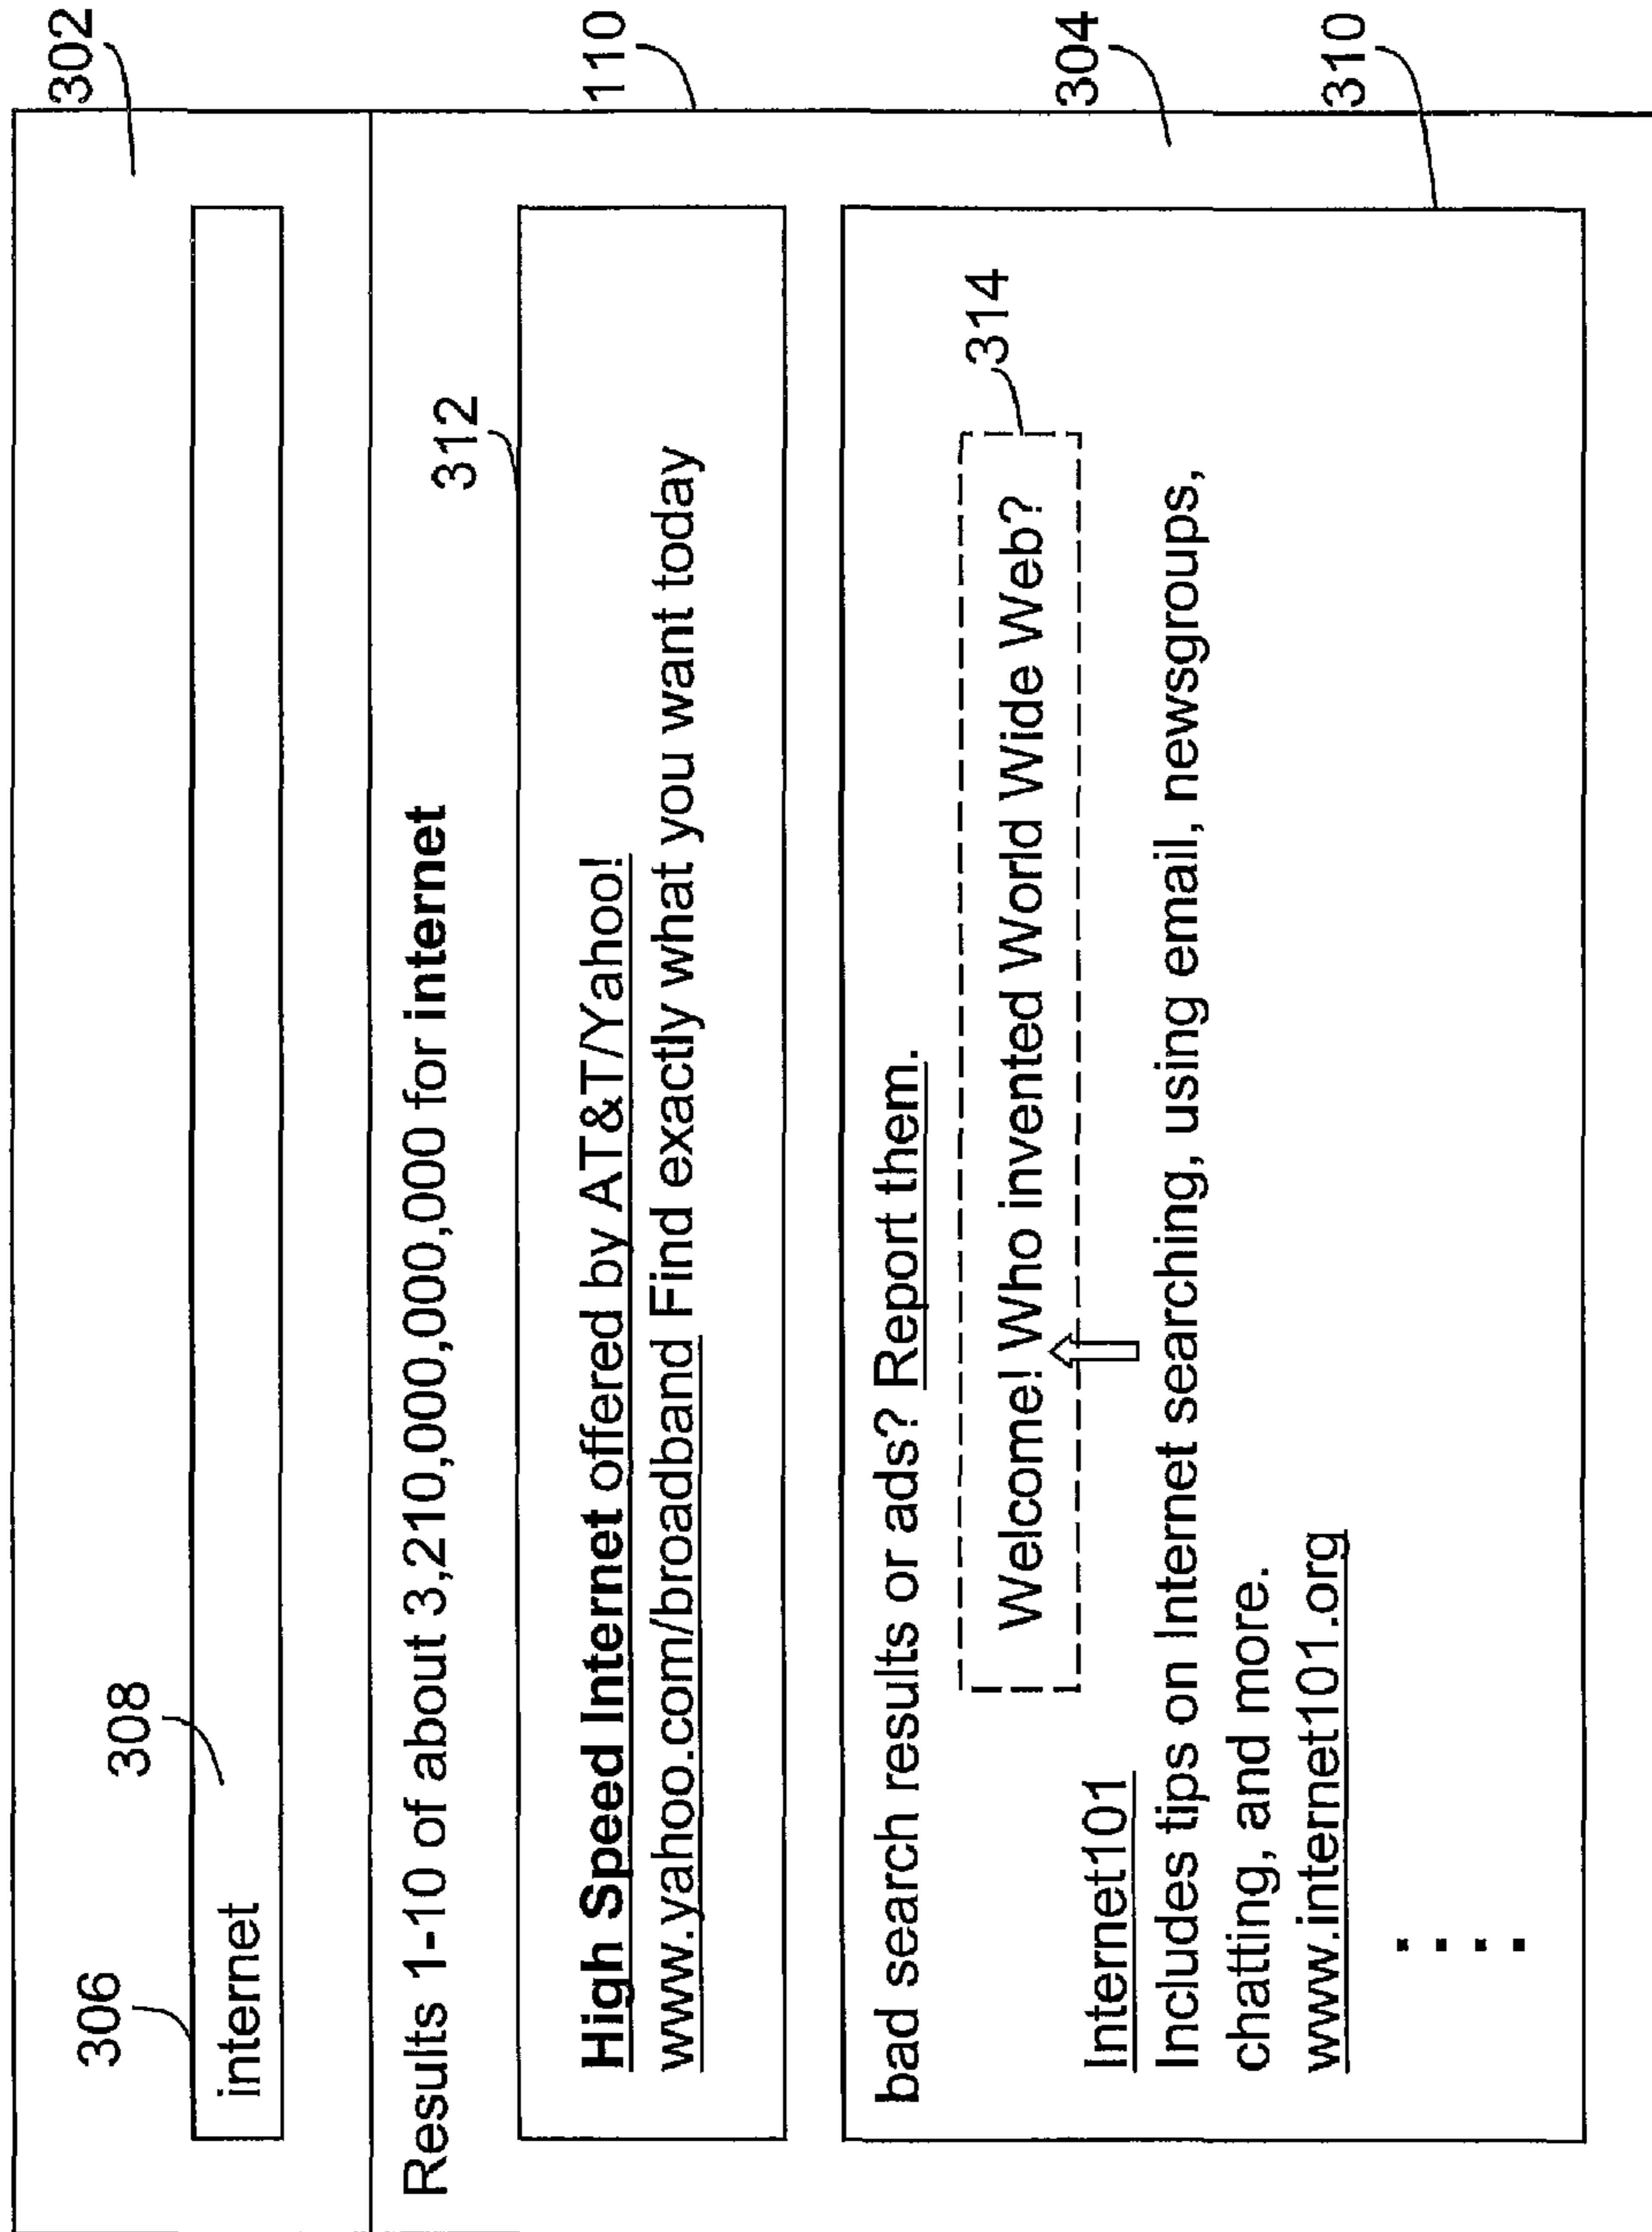 302
306
308
internet
Results 1-10 of about 3,210,000,000,000 for internet
312
110
High Speed Internet offered by AT&T/Yahoo!
www.yahoo.com/broadband Find exactly what you want today
bad search results or ads? Report them.
314
Welcome! Who invented World Wide Web?
304
Internet101
Includes tips on Internet searching, using email, newsgroups,
chatting, and more.
www.internet101.org
310